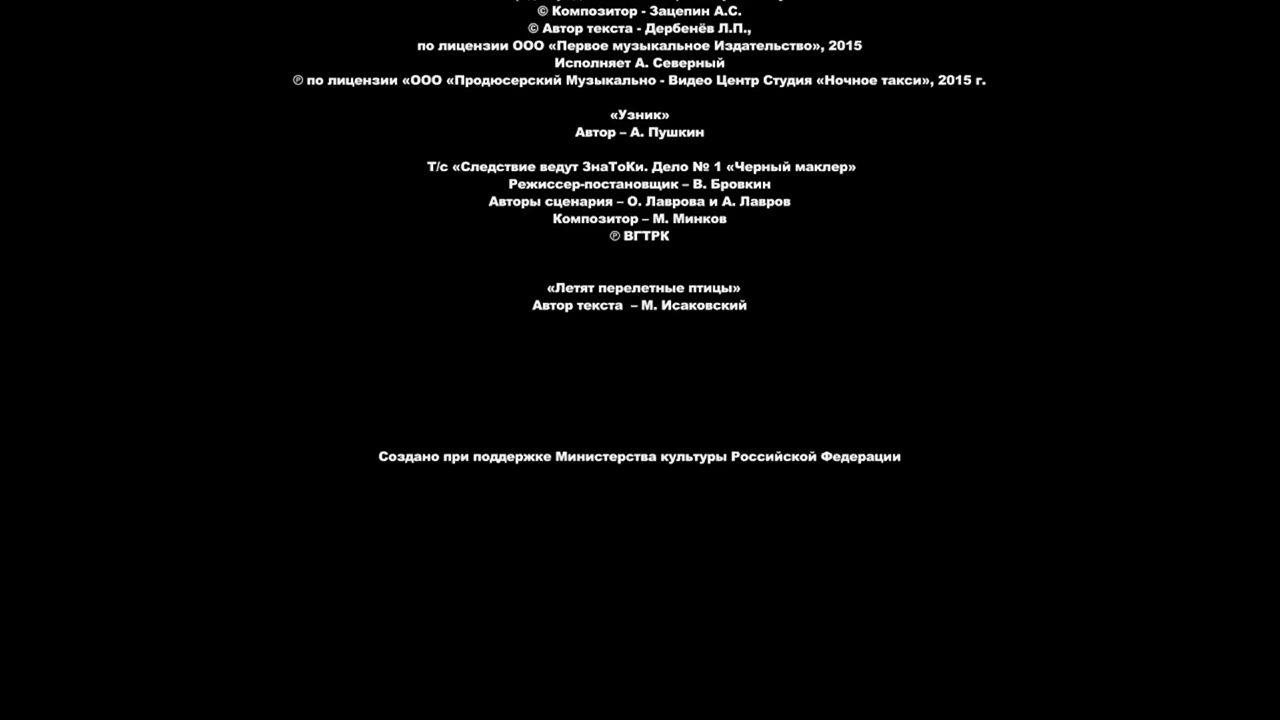 © Композитор - Зацепин А.С.
© Автор текста - Дербенёв Л.П.,
по лицензии ООО «Первое музыкальное Издательство», 2015
Исполняет А. Северный
℗ по лицензии «ООО «Продюсерский Музыкально - Видео Центр Студия «Ночное такси», 2015 г.
«Узник»
Автор – А. Пушкин
Т/с «Следствие ведут ЗнаТоКи. Дело № 1 «Черный маклер»
Режиссер-постановщик – В. Бровкин
Авторы сценария – О. Лаврова и А. Лавров
Композитор – М. Минков
℗ ВГТРК
«Летят перелетные птицы»
Автор текста – М. Исаковский
Создано при поддержке Министерства культуры Российской Федерации